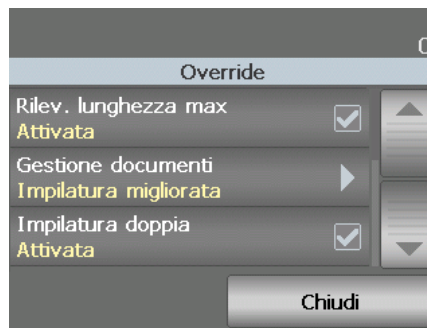 Override
Rilev. lunghezza max
Attivata
Gestione documenti
Impilatura migliorata
Impilatura doppia
Attivata
Chiudi